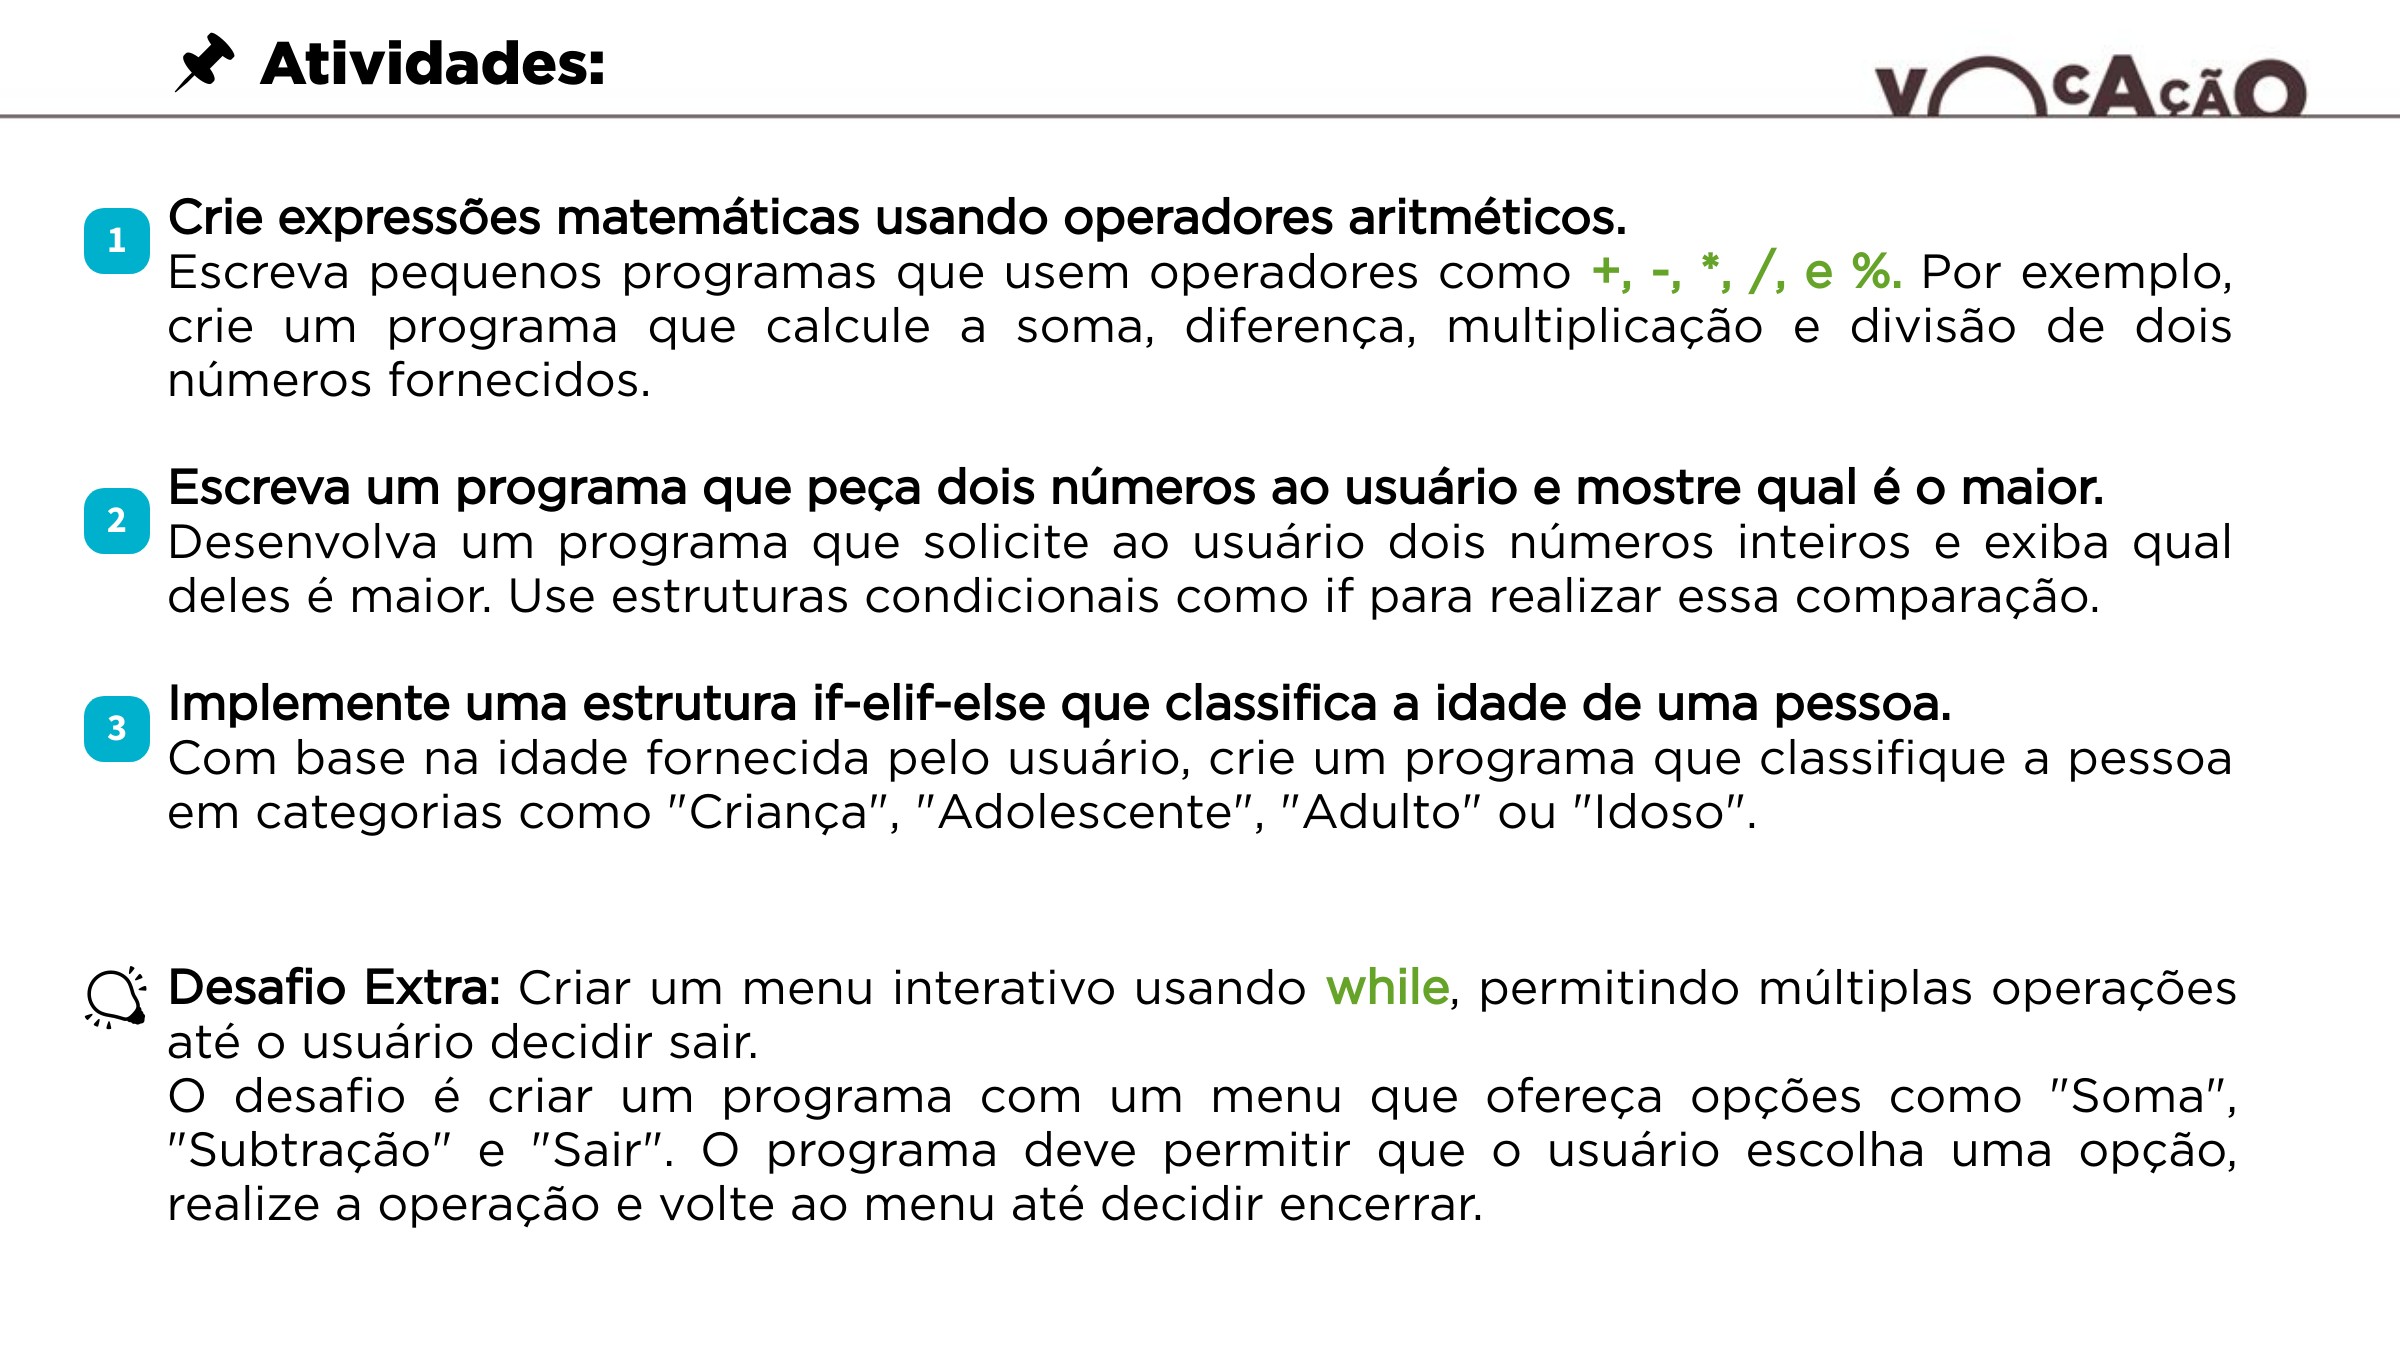 Atividades:
VOCAÇÃO
1
Crie expressões matemáticas usando operadores aritméticos.
Escreva pequenos programas que usem operadores como +, -, *, /, e %. Por exemplo,
crie um programa que calcule a soma, diferença, multiplicação e divisão de dois
números fornecidos.
2
Escreva um programa que peça dois números ao usuário e mostre qual é o maior.
Desenvolva um programa que solicite ao usuário dois números inteiros e exiba qual
deles é maior. Use estruturas condicionais como if para realizar essa comparação.
3
Implemente uma estrutura if-elif-else que classifica a idade de uma pessoa.
Com base na idade fornecida pelo usuário, crie um programa que classifique a pessoa
em categorias como "Criança", "Adolescente", "Adulto" ou "Idoso".
Desafio Extra: Criar um menu interativo usando while, permitindo múltiplas operações
até o usuário decidir sair.
O desafio é criar um programa com um menu que ofereça opções como "Soma",
"Subtração" e "Sair". O programa deve permitir que o usuário escolha uma opção,
realize a operação e volte ao menu até decidir encerrar.